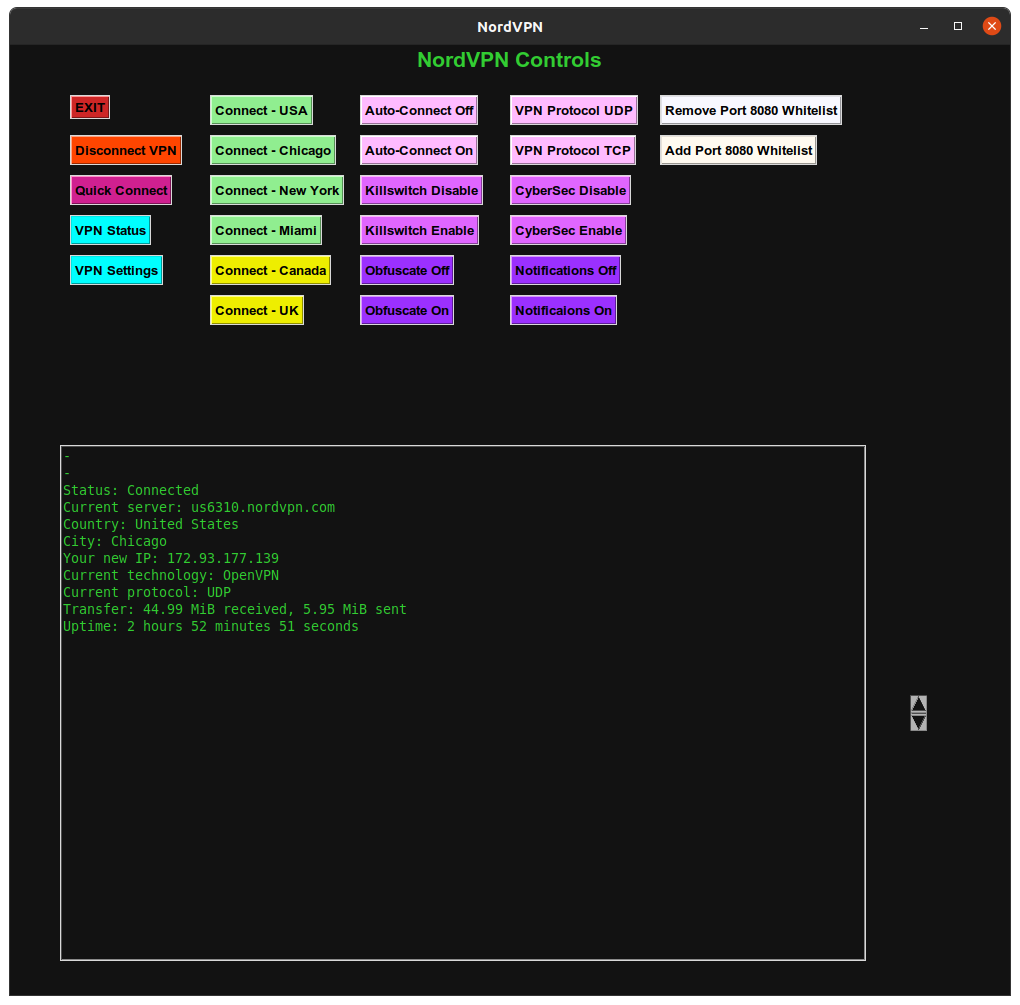 NordVPN
NordVPN Controls
EXIT
Connect - USA
Auto-Connect Off
VPN Protocol UDP
Remove Port 8080 Whitelist
Disconnect VPN
Connect - Chicago
Auto-Connect On
VPN Protocol TCP
Add Port 8080 Whitelist
Quick Connect
Connect - New York
Killswitch Disable
CyberSec Disable
VPN Status
Connect - Miami
Killswitch Enable
CyberSec Enable
VPN Settings
Connect - Canada
Obfuscate Off
Notifications Off
Connect - UK
Obfuscate On
Notificaions On
-
-
Status: Connected
Current server: us6310.nordvpn.com
Country: United States
City: Chicago
Your new IP: 172.93.177.139
Current technology: OpenVPN
Current protocol: UDP
Transfer: 44.99 MiB received, 5.95 MiB sent
Uptime: 2 hours 52 minutes 51 seconds